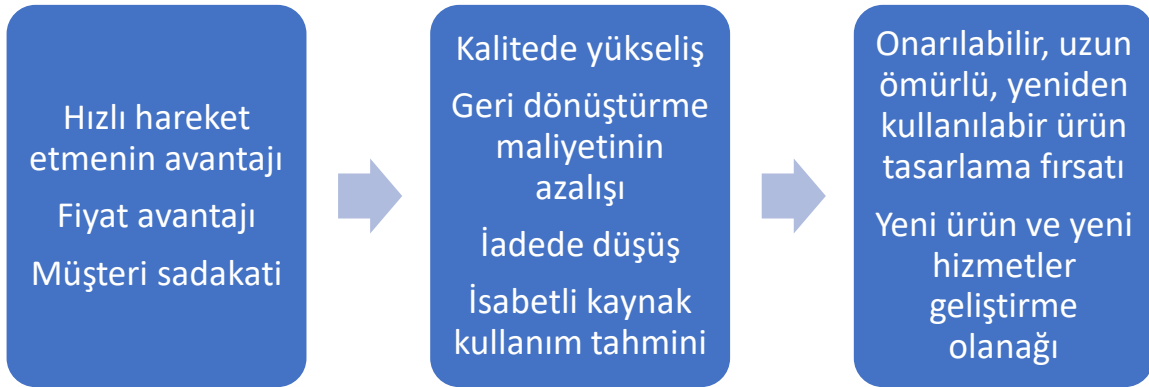 Hızlı hareket
etmenin avantajı
Fiyat avantajı
Müşteri sadakati
Kalitede yükseliş
Geri dönüştürme
maliyetinin
azalışı
İadede düşüş
İsabetli kaynak
kullanım tahmini
Onarılabilir, uzun
ömürlü, yeniden
kullanılabir ürün
tasarlama fırsatı
Yeni ürün ve yeni
hizmetler
geliştirme
olanağı